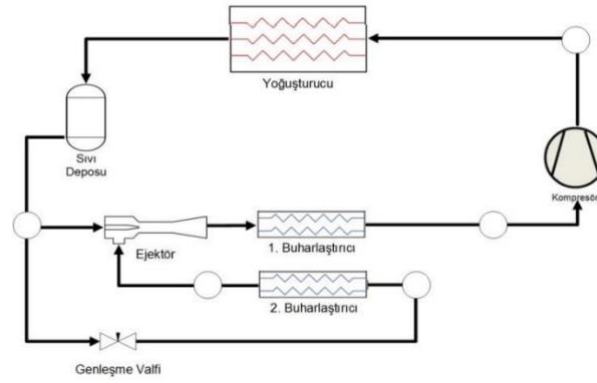 Yoğuşturucu
Sıvı
Deposu
Kompresör
Ejektör
1. Buharlaştırıcı
2. Buharlaştırıcı
Genleşme Valfi